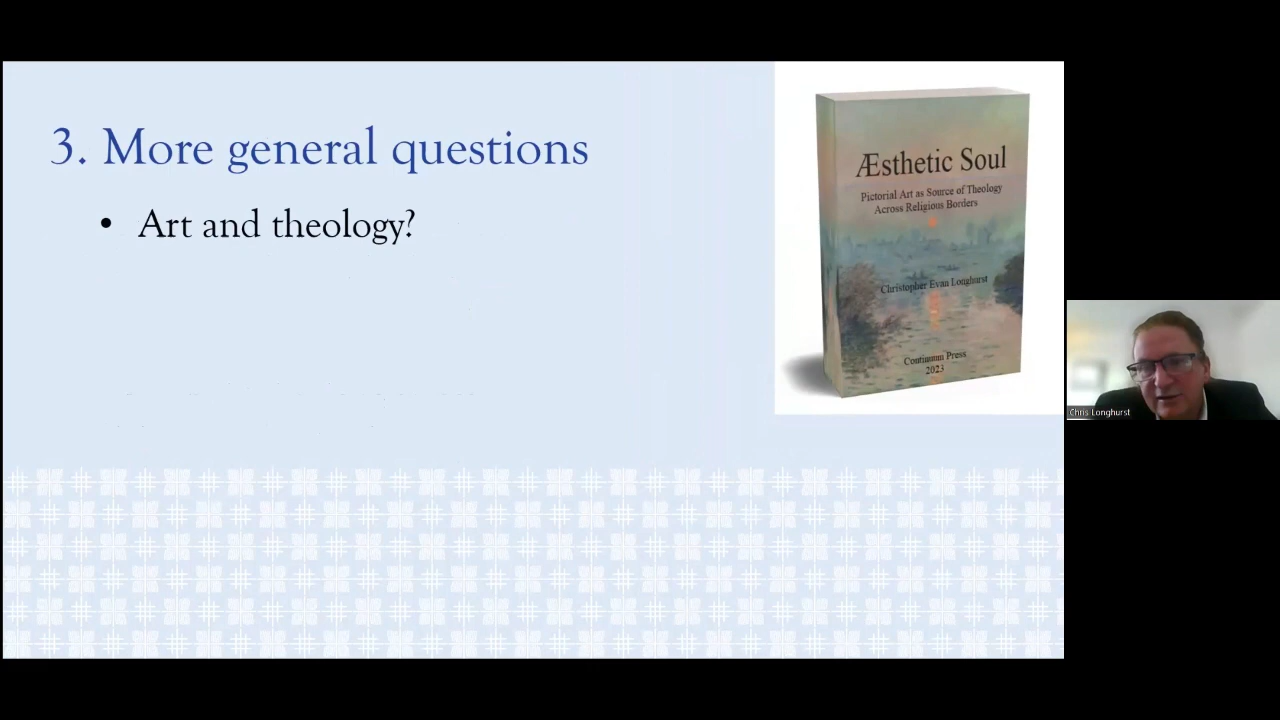 3. More general questions
• Art and theology?
Æsthetic Soul
Pictorial Art as Source of Theology
Across Religious Borders
Christopher Evan Longhurst
Continuum Press
2023
Chris Longhurst